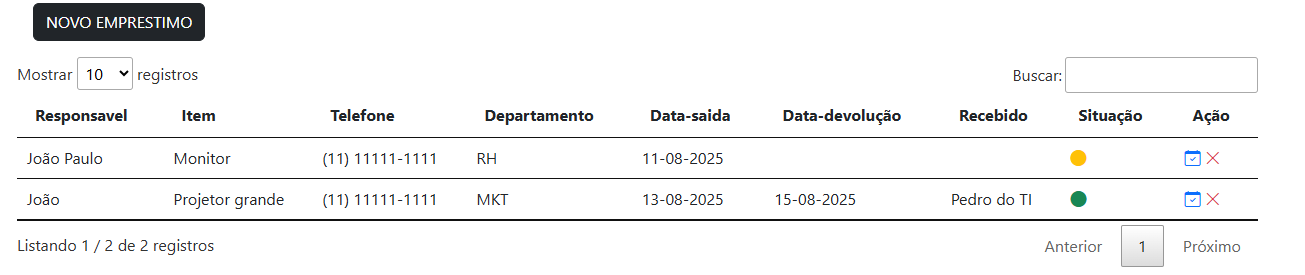 NOVO EMPRESTIMO
Mostrar 10 registros
Buscar:
Responsavel Item Telefone Departamento Data-saida Data-devolução Recebido Situação Ação
João Paulo Monitor (11) 11111-1111 RH 11-08-2025
João Projetor grande (11) 11111-1111 MKT 13-08-2025 15-08-2025 Pedro do TI
Listando 1 / 2 de 2 registros
Anterior 1 Próximo